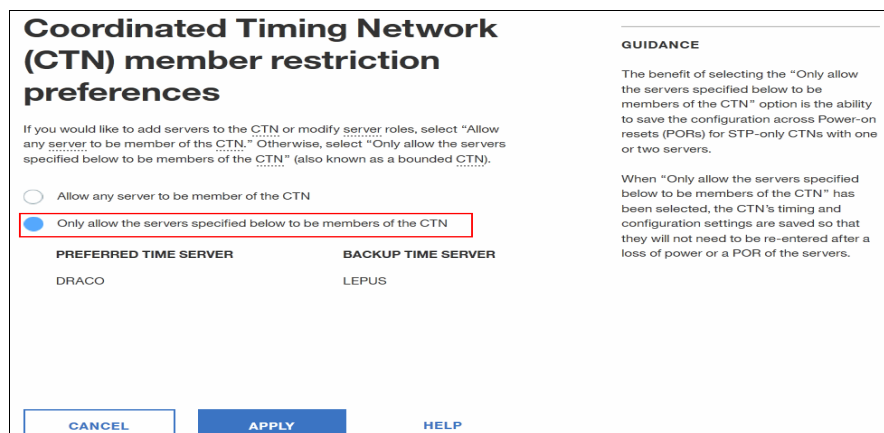 Coordinated Timing Network
(CTN) member restriction
preferences
If you would like to add servers to the CTN or modify server roles, select “Allow
any server to be member of ths CTN.” Otherwise, select “Only allow the servers
specified below to be members of the CTN” (also known as a bounded CTN).
Allow any server to be member of the CTN
Only allow the servers specified below to be members of the CTN
PREFERRED TIME SERVER
BACKUP TIME SERVER
DRACO
LEPUS
CANCEL
APPLY
HELP
GUIDANCE
The benefit of selecting the “Only allow
the servers specified below to be
members of the CTN” option is the ability
to save the configuration across Power-on
resets (PORs) for STP-only CTNs with one
or two servers.
When “Only allow the servers specified
below to be members of the CTN” has
been selected, the CTN’s timing and
configuration settings are saved so that
they will not need to be re-entered after a
loss of power or a POR of the servers.